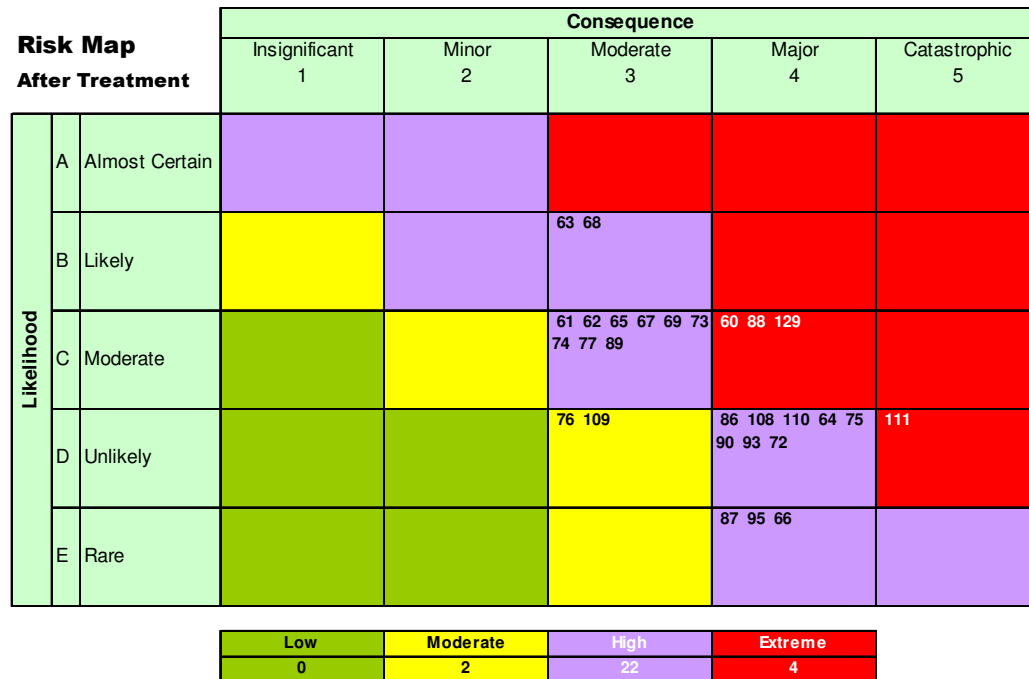 Consequence
Risk Map
After Treatment
Insignificant Minor Moderate Major Catastrophic
1 2 3 4 5
Likelihood
A Almost Certain
B Likely
63 68
C Moderate
61 62 65 67 69 73
74 77 89
60 88 129
D Unlikely
76 109
86 108 110 64 75
90 93 72
111
E Rare
87 95 66
Low Moderate High Extreme
0 2 22 4